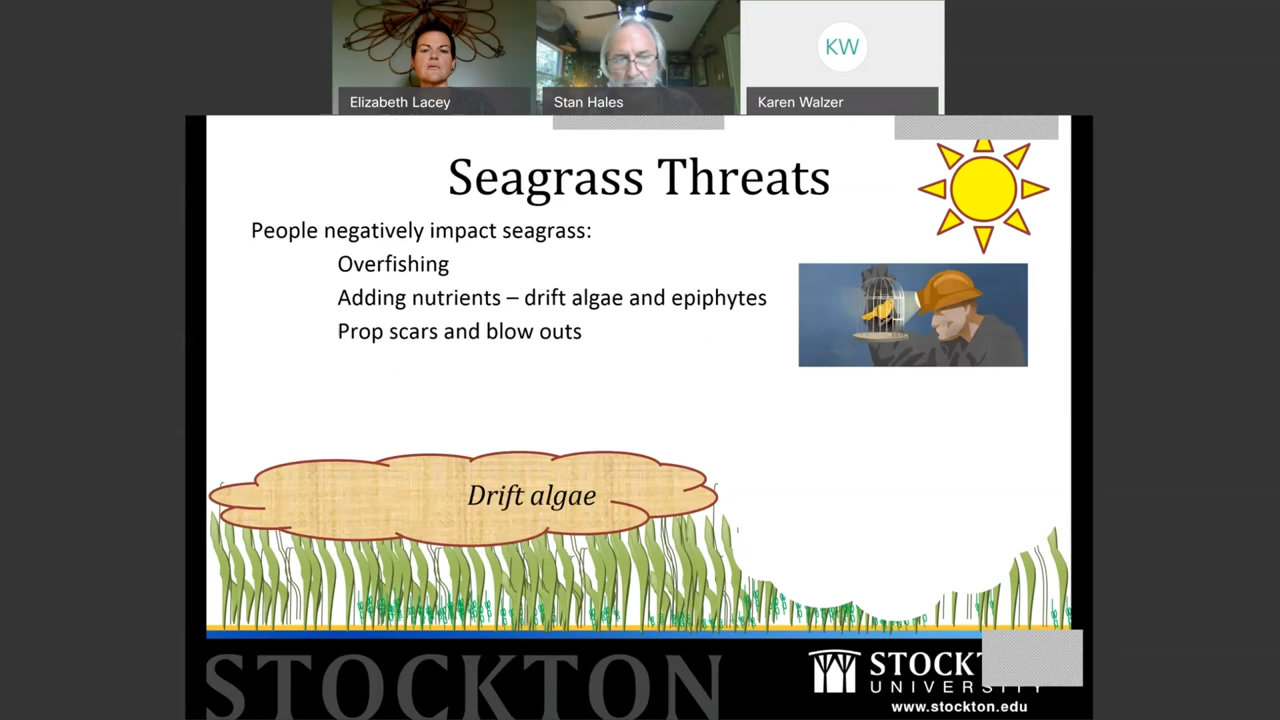 Elizabeth Lacey
Stan Hales
KW
Karen Walzer
Seagrass Threats
People negatively impact seagrass:
Overfishing
Adding nutrients – drift algae and epiphytes
Prop scars and blow outs
Drift algae
STOCKTON
UNIVERSITY
www.stockton.edu